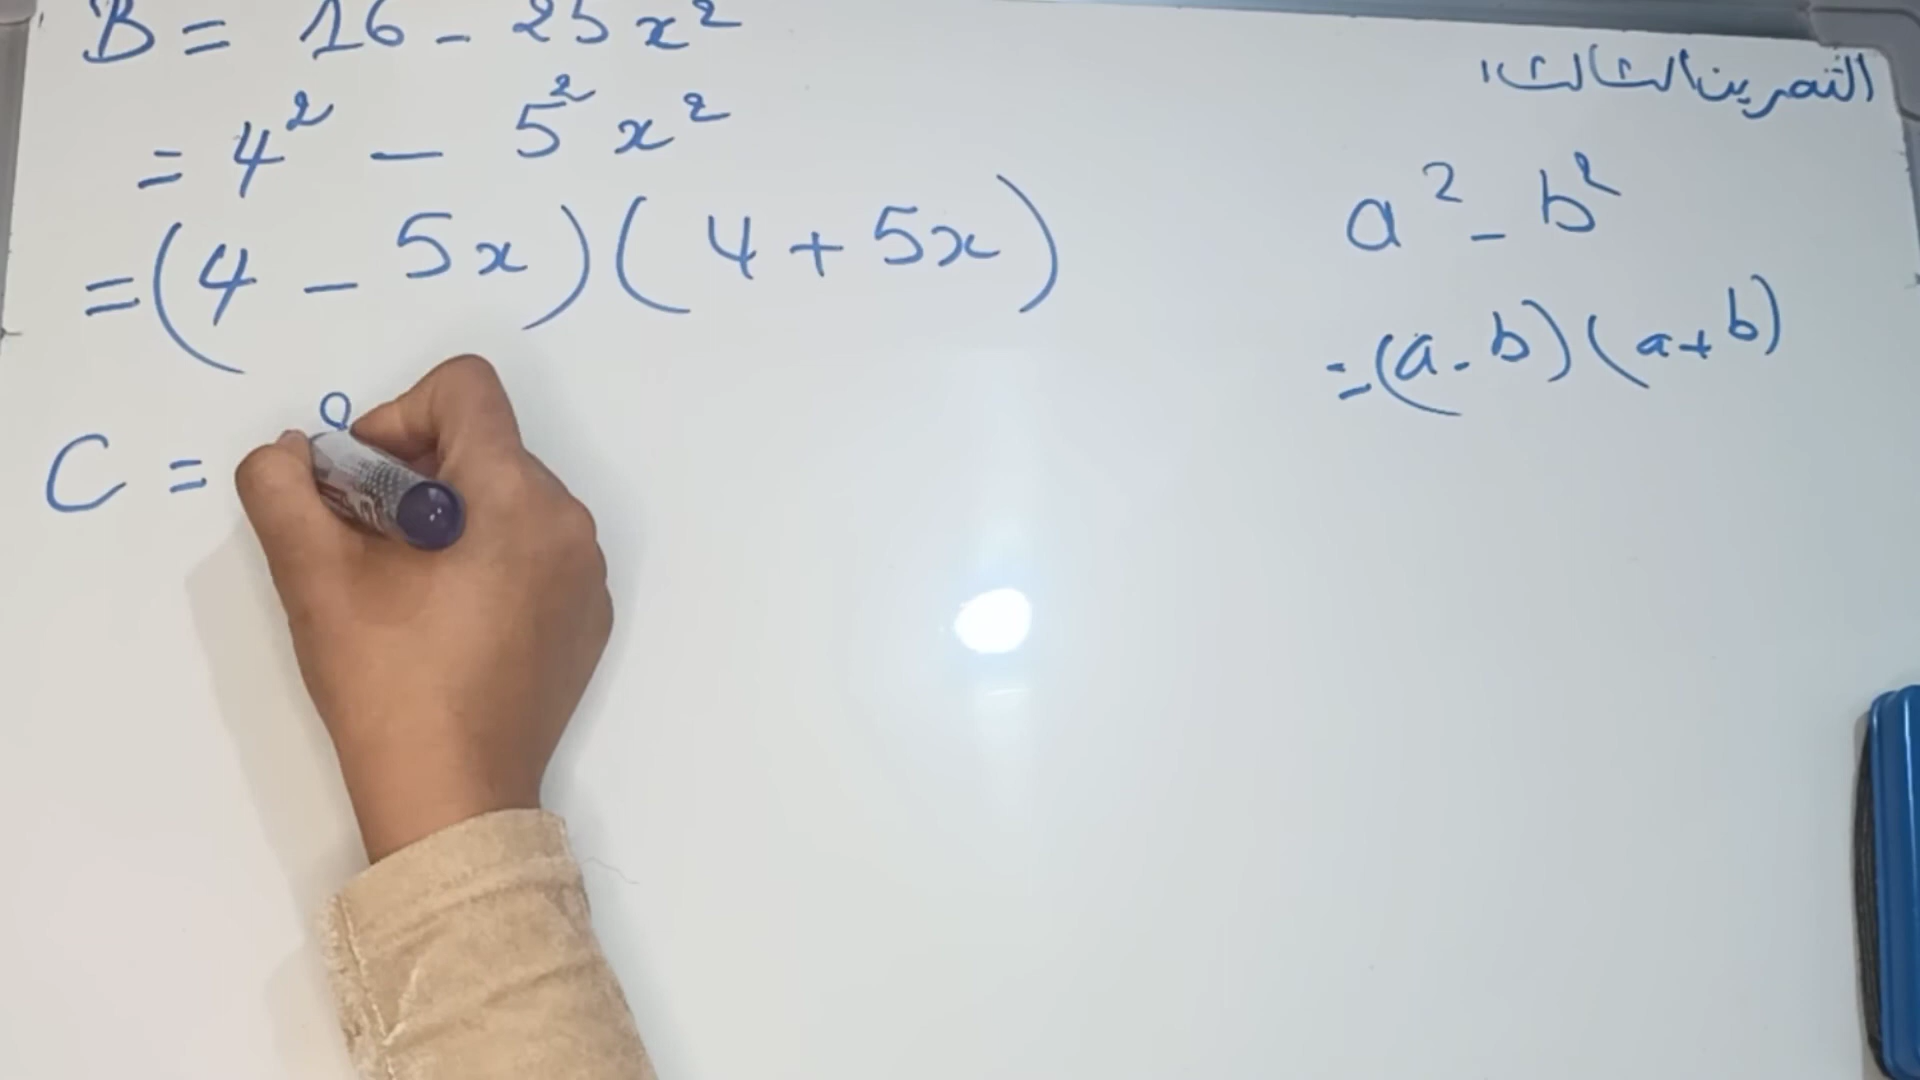 التمرين الثالث:
B = 16 - 25x²
= 4² - 5²x²
= (4 - 5x)(4 + 5x)
a² - b²
= (a - b)(a + b)
C =